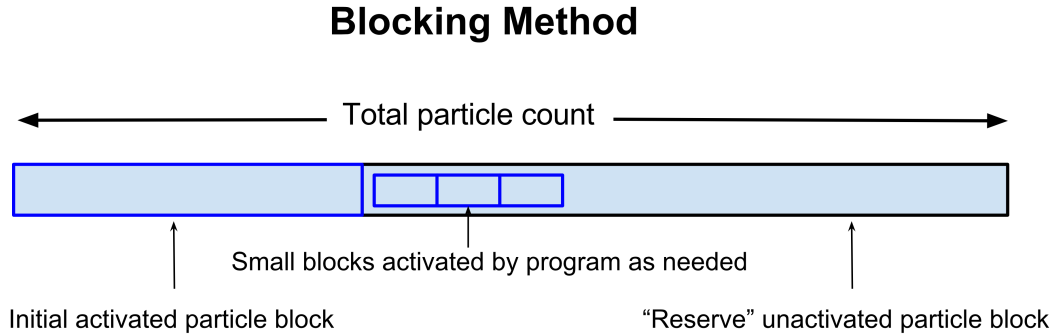 Blocking Method
Total particle count
Small blocks activated by program as needed
Initial activated particle block
“Reserve” unactivated particle block